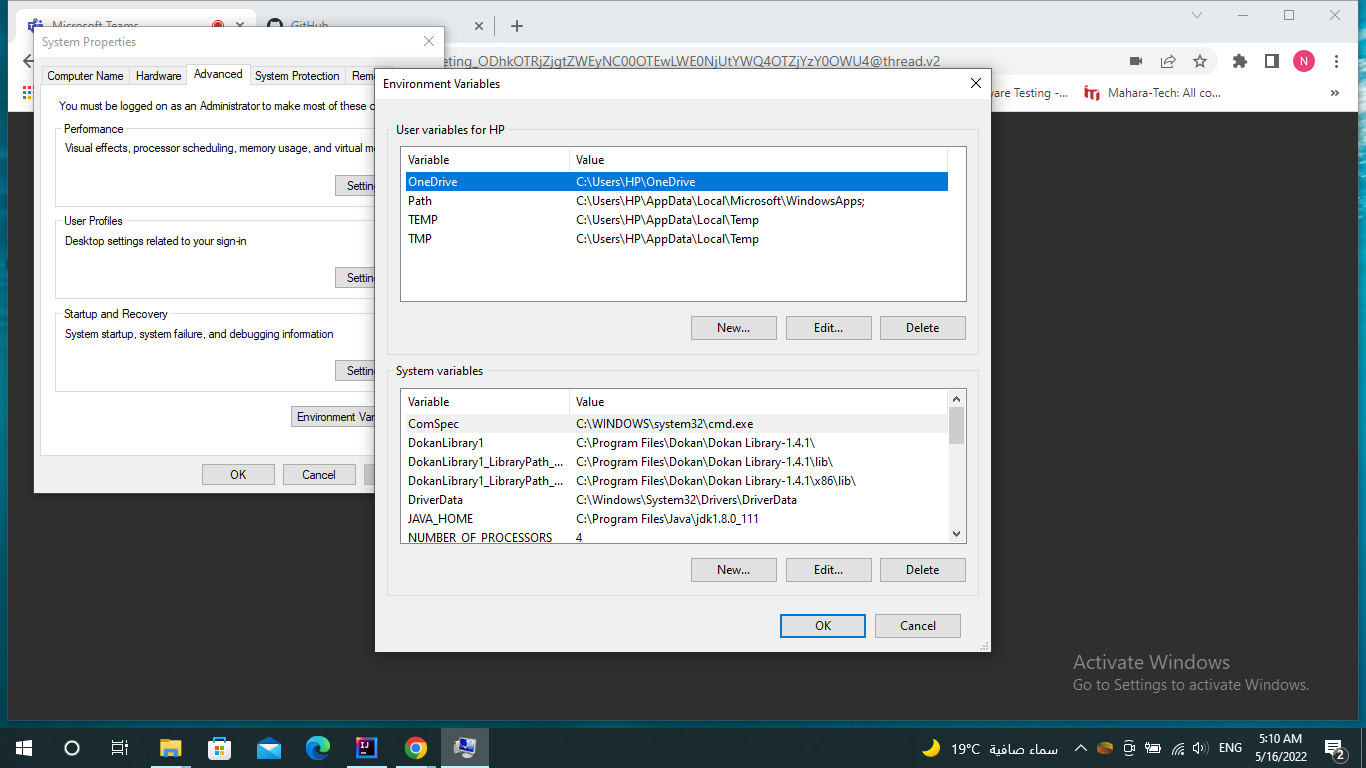 Microsoft Teams
GitHub
System Properties
eting_ODhkOTRjZjgtZWEyNC00OTEwLWE0NjUtYWQ4OTZjYzY0OWU4@thread.v2
N
Computer Name
Hardware
Advanced
System Protection
Rem
are Testing -...
Mahara-Tech: All co...
»
You must be logged on as an Administrator to make most of these c
Performance
Visual effects, processor scheduling, memory usage, and virtual m
Settin
User Profiles
Desktop settings related to your sign-in
Settin
Startup and Recovery
System startup, system failure, and debugging information
Settin
Environment Var
OK
Cancel
Environment Variables
User variables for HP
Variable Value
OneDrive C:\Users\HP\OneDrive
Path C:\Users\HP\AppData\Local\Microsoft\WindowsApps;
TEMP C:\Users\HP\AppData\Local\Temp
TMP C:\Users\HP\AppData\Local\Temp
New... Edit... Delete
System variables
Variable Value
ComSpec C:\WINDOWS\system32\cmd.exe
DokanLibrary1 C:\Program Files\Dokan\Dokan Library-1.4.1\
DokanLibrary1_LibraryPath_... C:\Program Files\Dokan\Dokan Library-1.4.1\lib\
DokanLibrary1_LibraryPath_... C:\Program Files\Dokan\Dokan Library-1.4.1\x86\lib\
DriverData C:\Windows\System32\Drivers\DriverData
JAVA_HOME C:\Program Files\Java\jdk1.8.0_111
NUMBER_OF_PROCESSORS 4
New... Edit... Delete
OK Cancel
Activate Windows
Go to Settings to activate Windows.
IJ
19°C سماء صافية
ENG
5:10 AM
5/16/2022
2